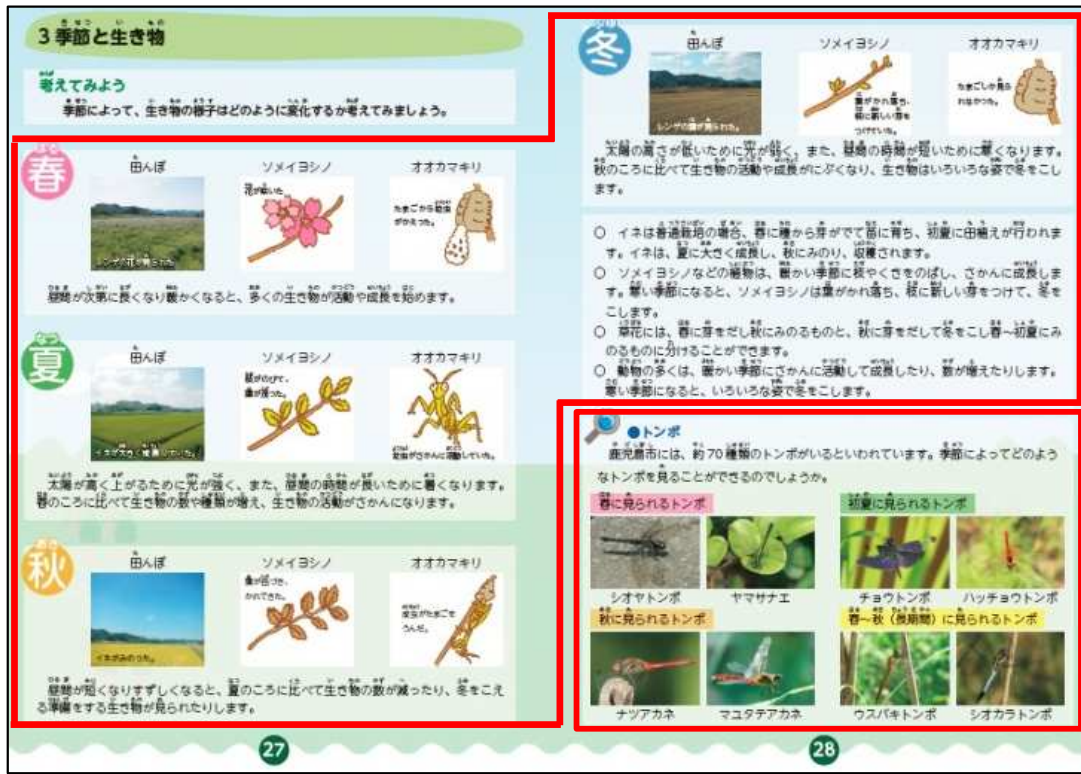 3 季節と生き物
考えてみよう
季節によって、生き物の様子はどのように変化するか考えてみましょう。
春
田んぼ
ソメイヨシノ
オオカマキリ
レンゲの花が見られた。
花が咲いた。
たまごから幼虫
がかえった。
昼間が次第に長くなり暖かくなると、多くの生き物が活動や成長を始めます。
夏
田んぼ
ソメイヨシノ
オオカマキリ
イネが大きく成長していた。
枝がのびて、
葉が茂った。
幼虫がさかんに活動していた。
太陽が高く上がるために光が強く、また、昼間の時間が長いために暑くなります。
春のころに比べて生き物の数や種類が増え、生き物の活動がさかんになります。
秋
田んぼ
ソメイヨシノ
オオカマキリ
イネがみのった。
葉が色づき、
かれてきた。
成虫がたまごを
うんだ。
昼間が短くなりすずしくなると、夏のころに比べて生き物の数が減ったり、冬をこえ
る準備をする生き物が見られたりします。
27
冬
田んぼ
ソメイヨシノ
オオカマキリ
レンゲの芽が見られた。
葉がかれ落ち、
枝に新しい芽を
つけていた。
たまごしか見ら
れなかった。
太陽の高さが低いために光が弱く、また、昼間の時間が短いために寒くなります。
秋のころに比べて生き物の活動や成長がにぶくなり、生き物はいろいろな姿で冬をこし
ます。
○ イネは普通栽培の場合、春に種から芽がでて苗に育ち、初夏に田植えが行われま
す。イネは、夏に大きく成長し、秋にみのり、収穫されます。
○ ソメイヨシノなどの植物は、暖かい季節に枝やくきをのばし、さかんに成長しま
す。寒い季節になると、ソメイヨシノは葉がかれ落ち、枝に新しい芽をつけて、冬を
こします。
○ 草花には、春に芽をだし秋にみのるものと、秋に芽をだして冬をこし春～初夏にみ
のるものに分けることができます。
○ 動物の多くは、暖かい季節にさかんに活動して成長したり、数が増えたりします。
寒い季節になると、いろいろな姿で冬をこします。
●トンボ
鹿児島市には、約70種類のトンボがいるといわれています。季節によってどのよう
なトンボを見ることができるのでしょうか。
春に見られるトンボ
初夏に見られるトンボ
シオヤトンボ
ヤマサナエ
チョウトンボ
ハッチョウトンボ
秋に見られるトンボ
春～秋（長期間）に見られるトンボ
ナツアカネ
マユタテアカネ
ウスバキトンボ
シオカラトンボ
28